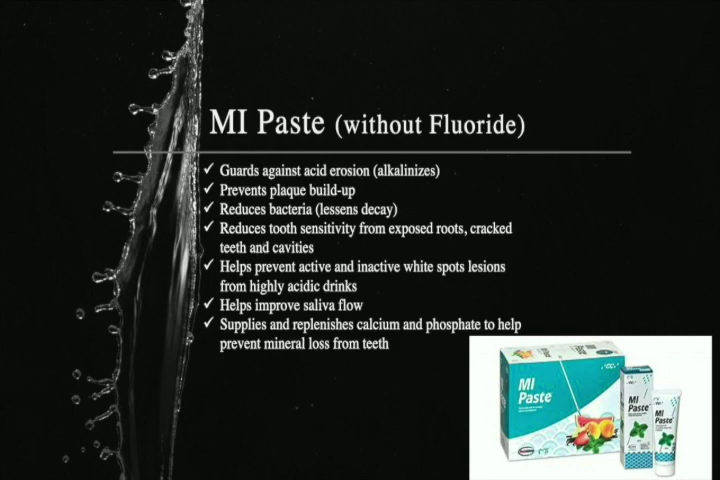 MI Paste (without Fluoride)
✓ Guards against acid erosion (alkalinizes)
✓ Prevents plaque build-up
✓ Reduces bacteria (lessens decay)
✓ Reduces tooth sensitivity from exposed roots, cracked
teeth and cavities
✓ Helps prevent active and inactive white spots lesions
from highly acidic drinks
✓ Helps improve saliva flow
✓ Supplies and replenishes calcium and phosphate to help
prevent mineral loss from teeth
MI
Paste
MI
Paste
MI
Paste